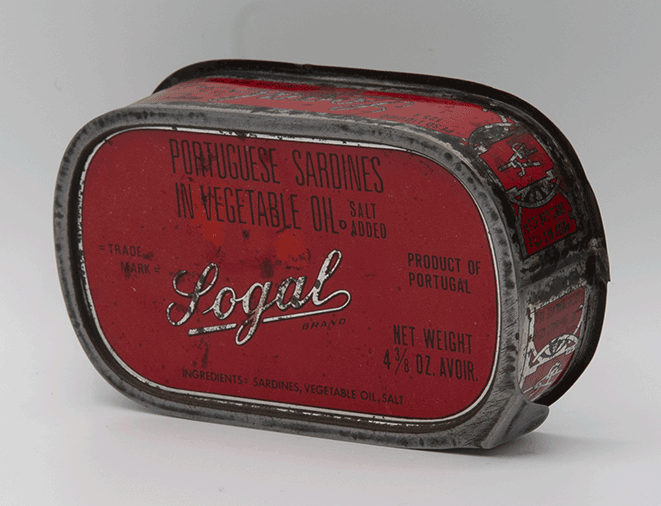 PORTUGUESE SARDINES
IN VEGETABLE OIL. SALT
ADDED
= TRADE =
MARK =
Sogal
BRAND
PRODUCT OF
PORTUGAL
NET WEIGHT
4 3/8 OZ. AVOIR.
INGREDIENTS = SARDINES, VEGETABLE OIL, SALT